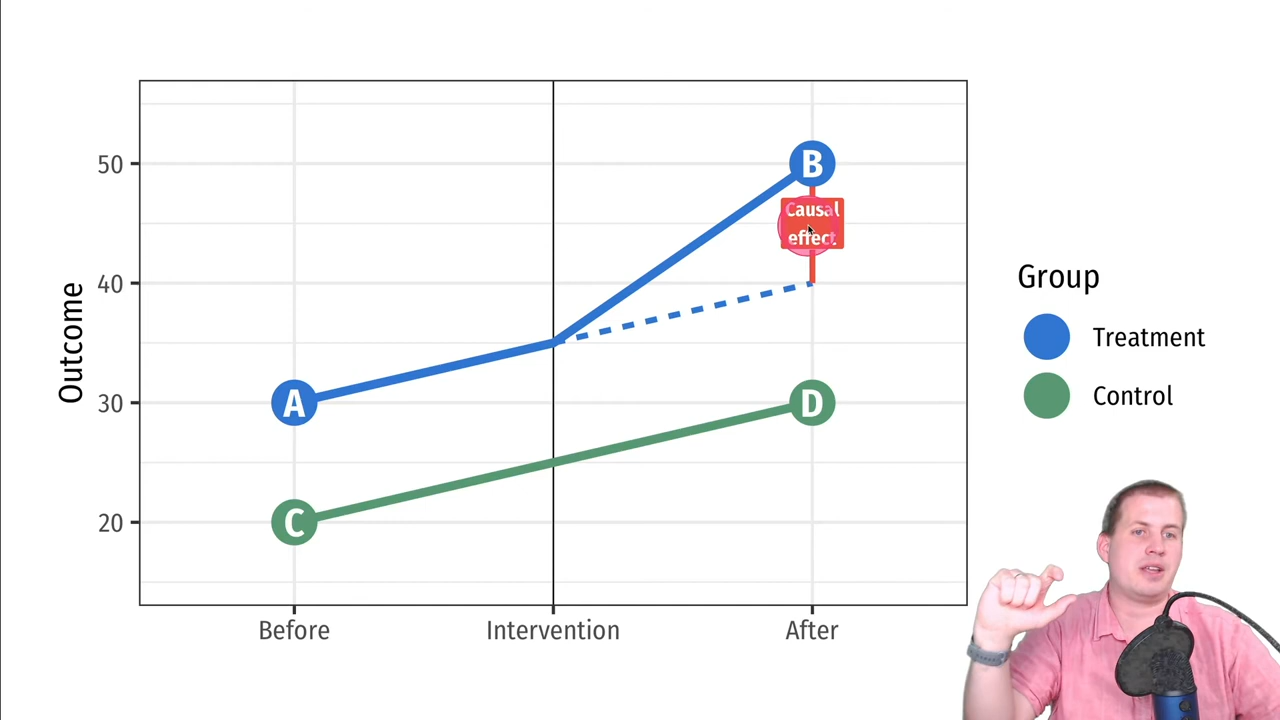 50
40
30
20
Outcome
B
Causal
effect
A
D
C
Before
Intervention
After
Group
Treatment
Control